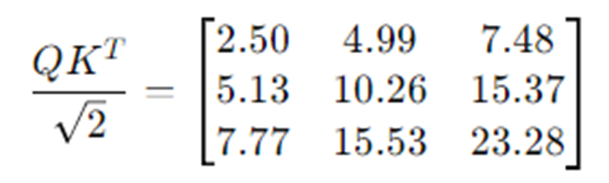 QK^T / √2 = [2.50 4.99 7.48
5.13 10.26 15.37
7.77 15.53 23.28]